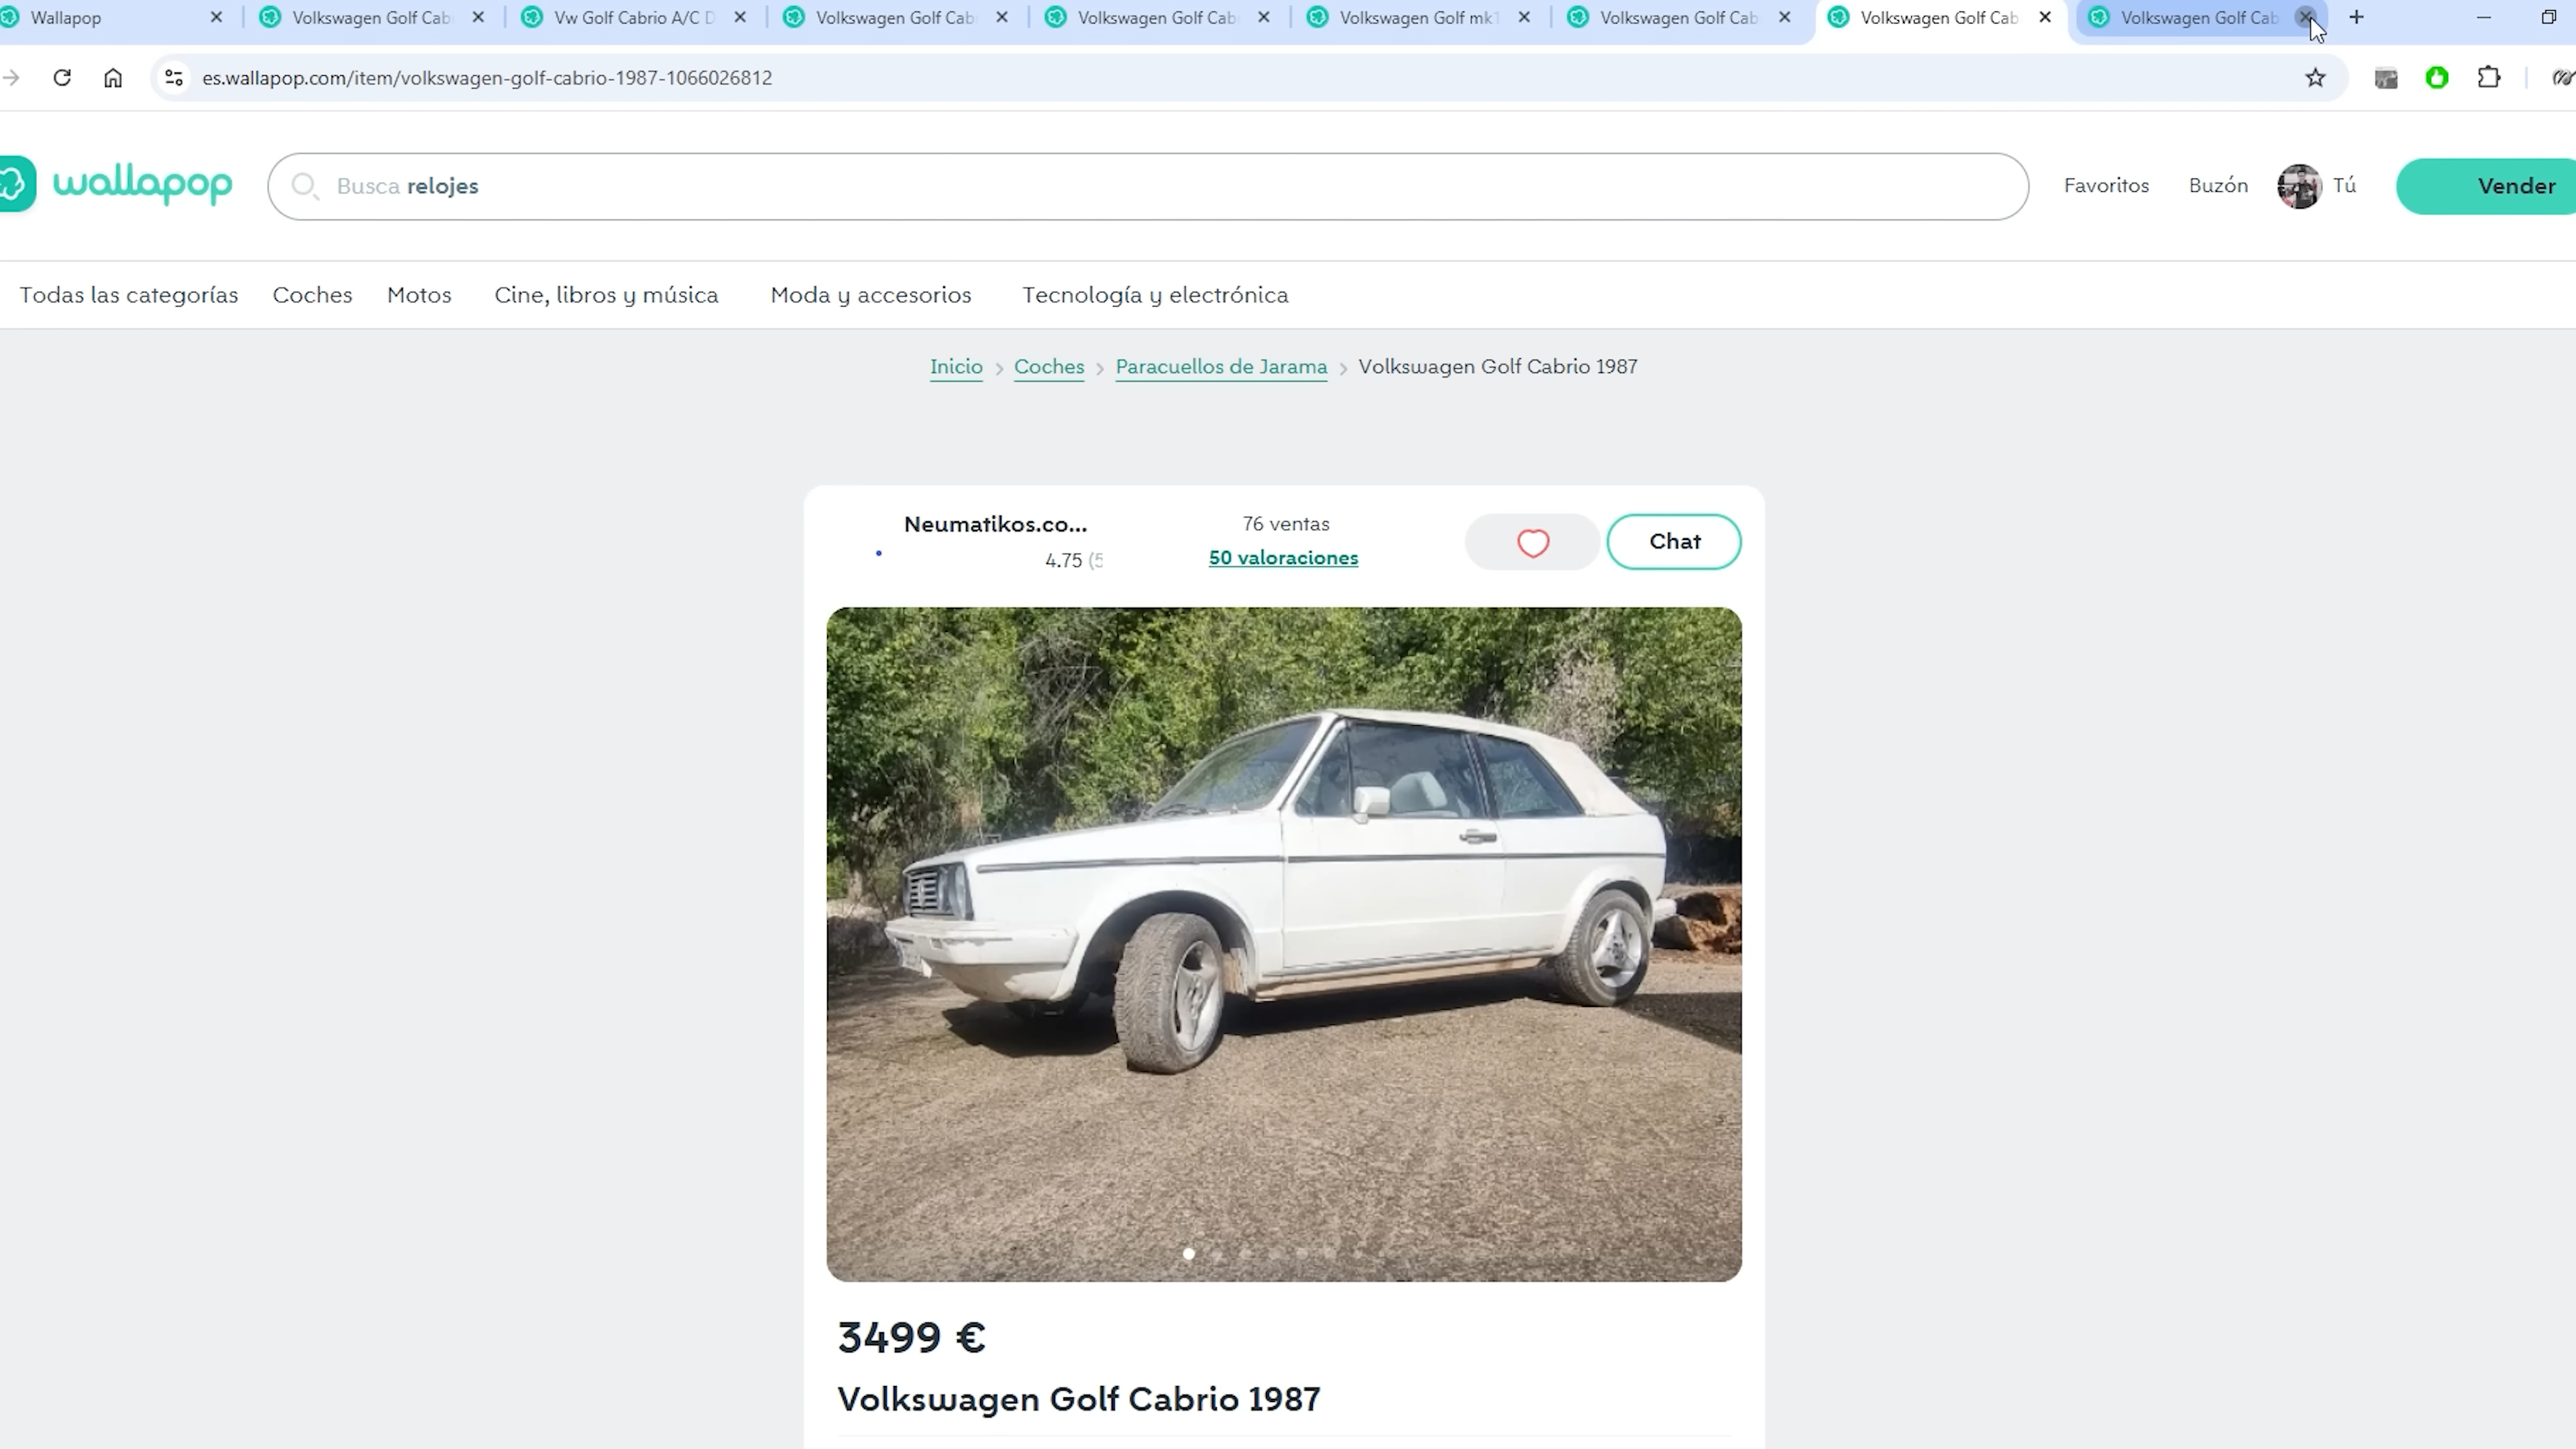 Wallapop
Volkswagen Golf Cab
Vw Golf Cabrio A/C D
Volkswagen Golf Cab
Volkswagen Golf Cab
Volkswagen Golf mk1
Volkswagen Golf Cab
Volkswagen Golf Cab
Volkswagen Golf Cab
es.wallapop.com/item/volkswagen-golf-cabrio-1987-1066026812
wallapop
Busca relojes
Favoritos
Buzón
Tú
Vender
Todas las categorías
Coches
Motos
Cine, libros y música
Moda y accesorios
Tecnología y electrónica
Inicio > Coches > Paracuellos de Jarama > Volkswagen Golf Cabrio 1987
Neumatikos.co...
4.75 (5
76 ventas
50 valoraciones
Chat
3499 €
Volkswagen Golf Cabrio 1987